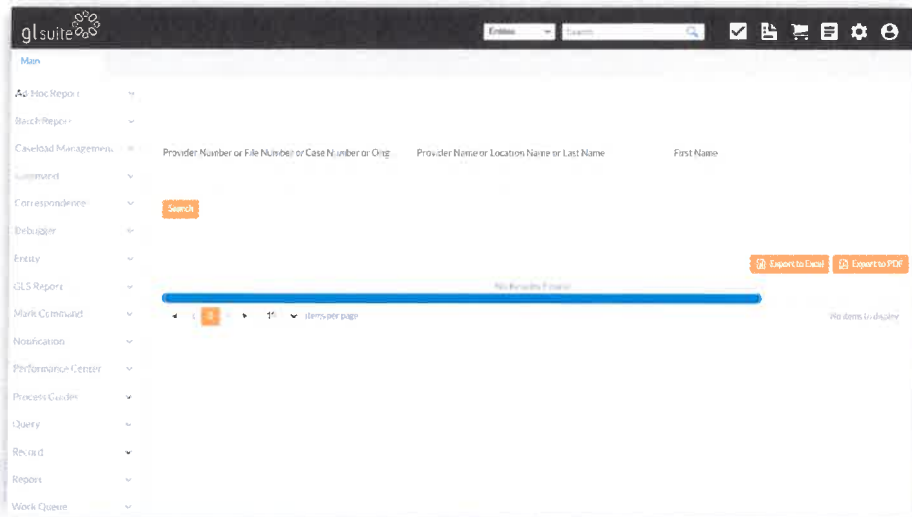 glsuite
Entities Search
Main
Ad Hoc Report
Batch Report
Caseload Management
Command
Provider Number or File Number or Case Number or Orig
Provider Name or Location Name or Last Name
First Name
Correspondence
Search
Debugger
Entity
Export to Excel Export to PDF
GLS Report
No Results Found
Mark Command
15 items per page
No items to display
Notification
Performance Center
Process Guides
Query
Record
Report
Work Queue